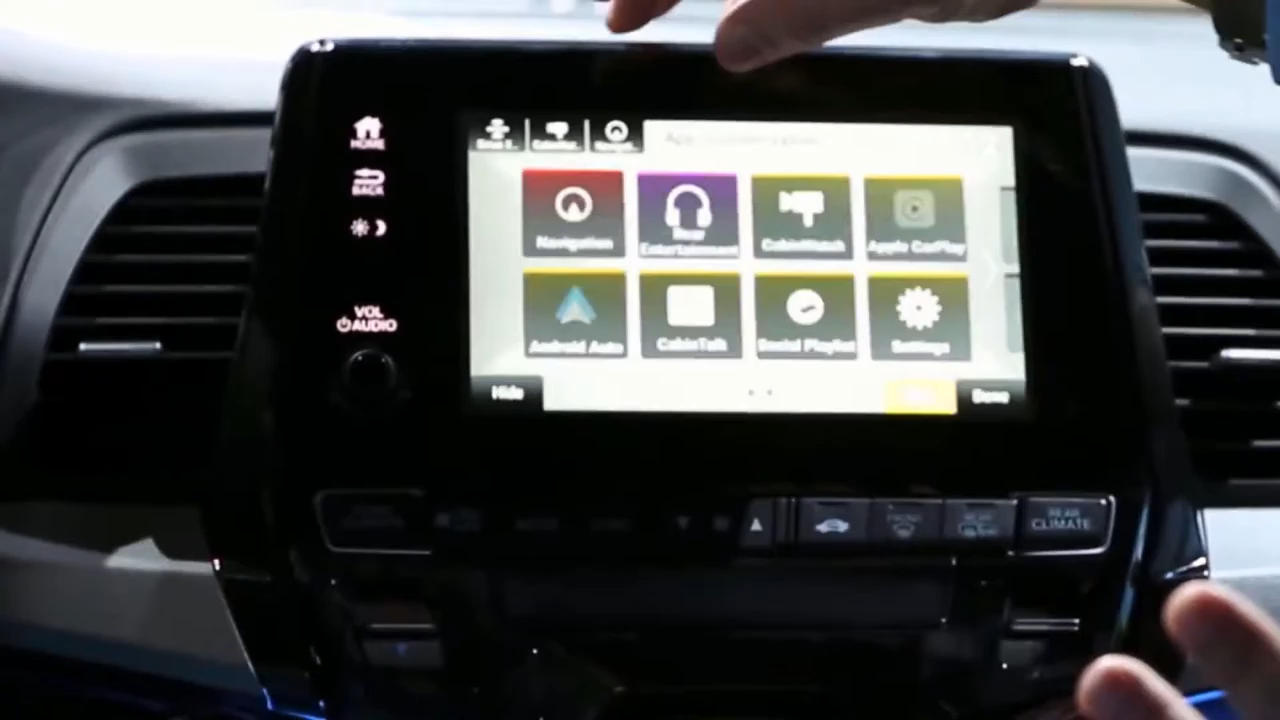 HOME
BACK
VOL
AUDIO
Navigation
Rear
Entertainment
CabinWatch
Apple CarPlay
Android Auto
CabinTalk
Social Playlist
Settings
Hide
Done
REAR
CLIMATE